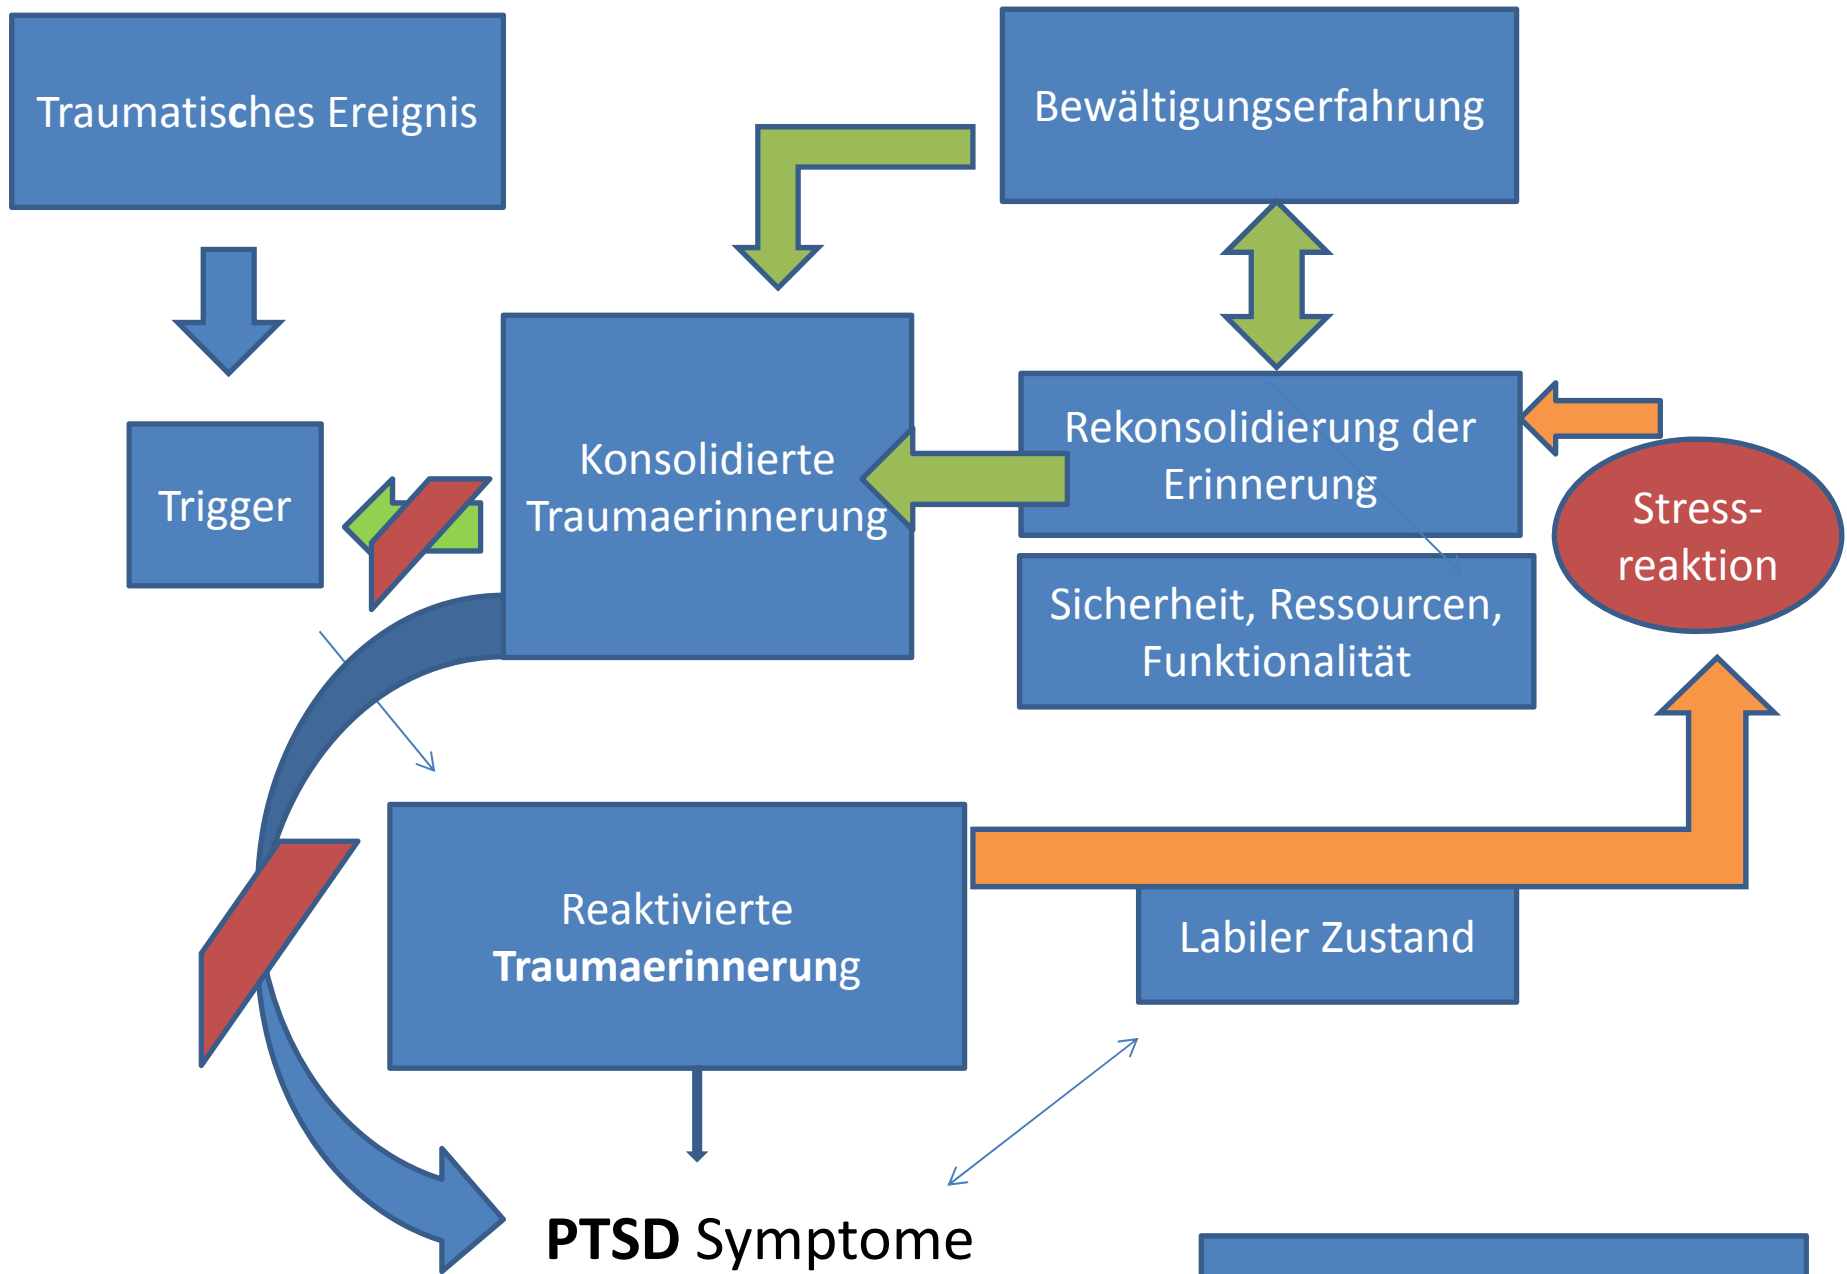 Traumatisches Ereignis
Bewältigungserfahrung
Trigger
Konsolidierte
Traumaerinnerung
Rekonsolidierung der
Erinnerung
Stress-
reaktion
Sicherheit, Ressourcen,
Funktionalität
Reaktivierte
Traumaerinnerung
Labiler Zustand
PTSD Symptome